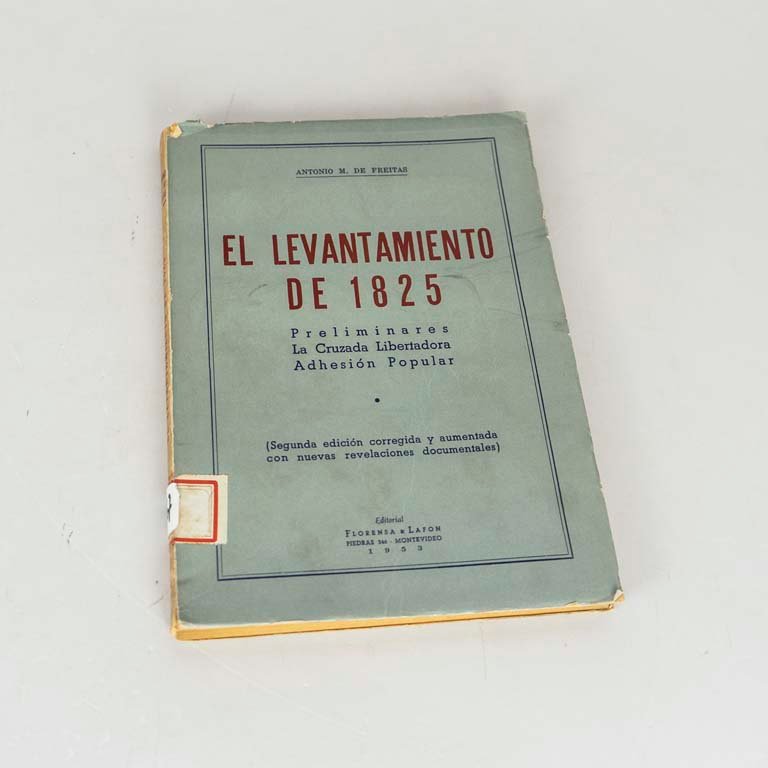 ANTONIO M. DE FREITAS
EL LEVANTAMIENTO
DE 1825
Preliminares
La Cruzada Libertadora
Adhesión Popular
(Segunda edición corregida y aumentada
con nuevas revelaciones documentales)
Editorial
FLORENSA & LAFON
PIEDRAS 346 - MONTEVIDEO
1953